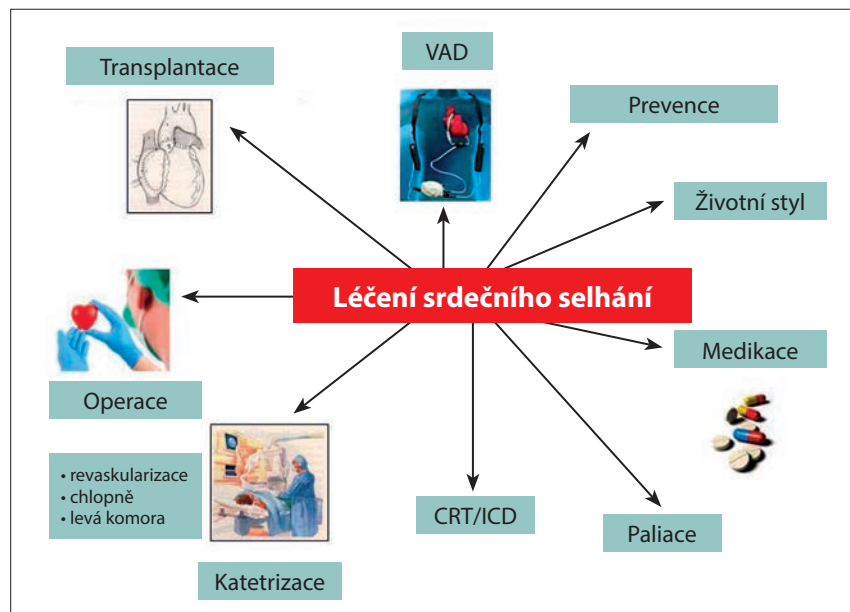 Transplantace
VAD
Prevence
Životní styl
Léčení srdečního selhání
Medikace
Operace
• revaskularizace
• chlopně
• levá komora
CRT/ICD
Paliace
Katetrizace